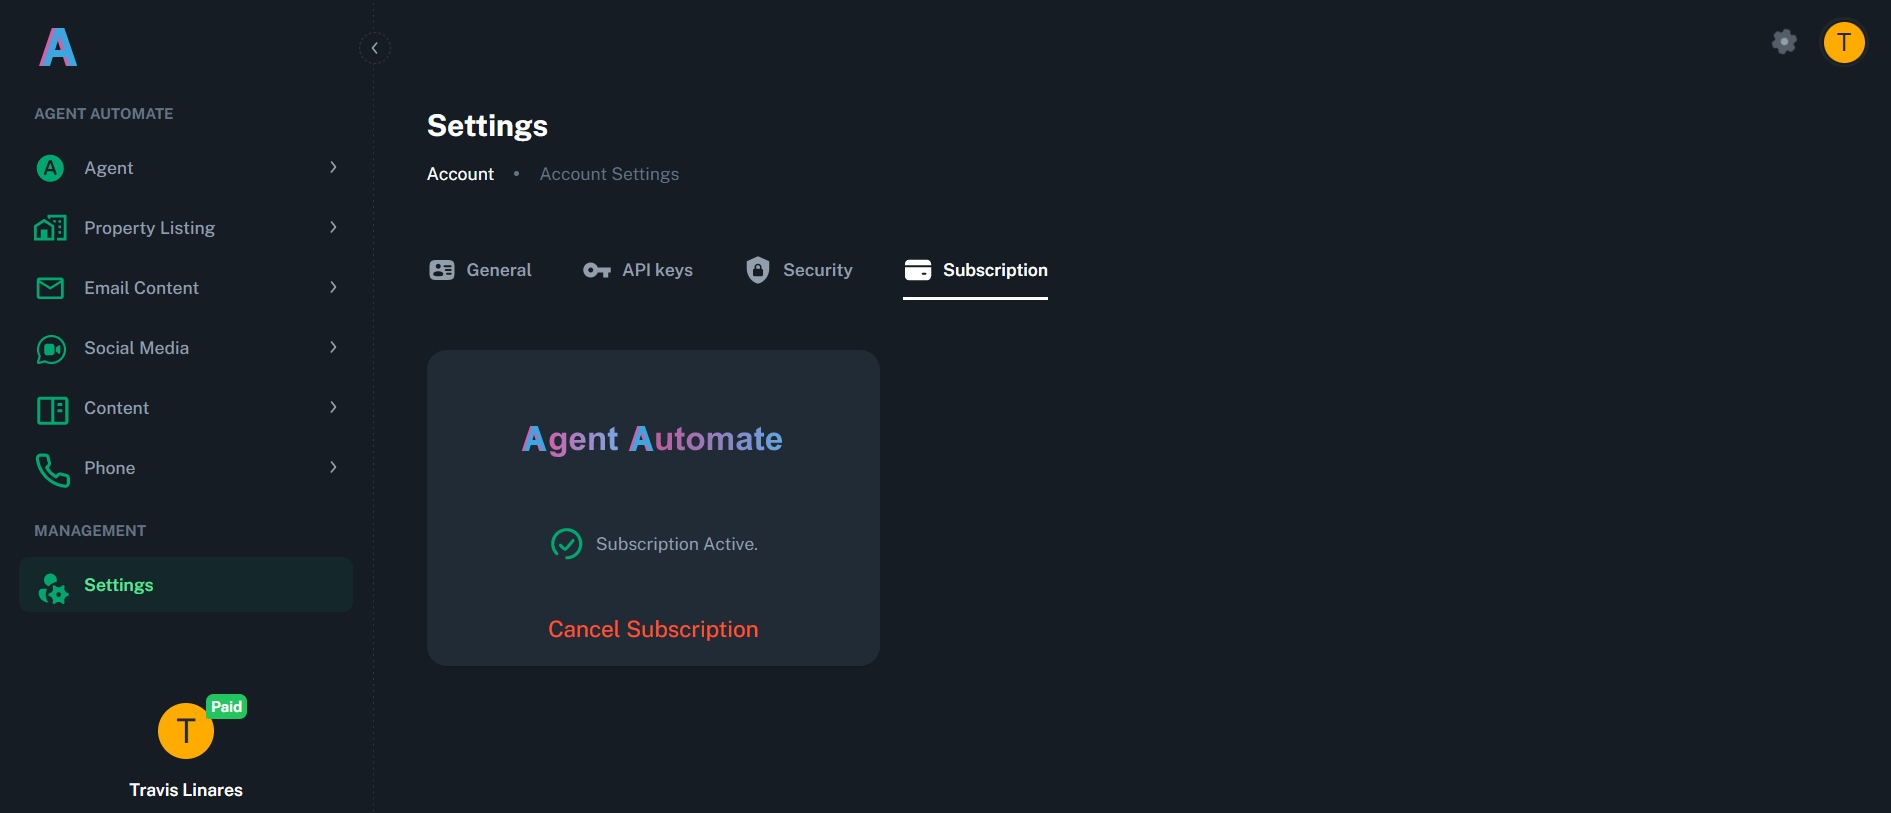 A
T
AGENT AUTOMATE
A Agent
Property Listing
Email Content
Social Media
Content
Phone
MANAGEMENT
Settings
T Paid
Travis Linares
Settings
Account • Account Settings
General API keys Security Subscription
Agent Automate
Subscription Active.
Cancel Subscription